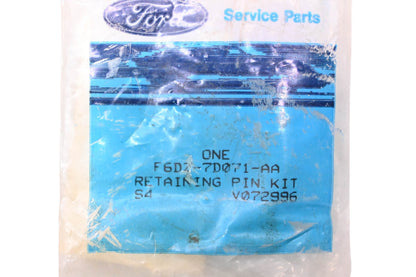 Ford
Service Parts
ONE
F6DZ-7D071-AA
RETAINING PIN KIT
S4 V072996